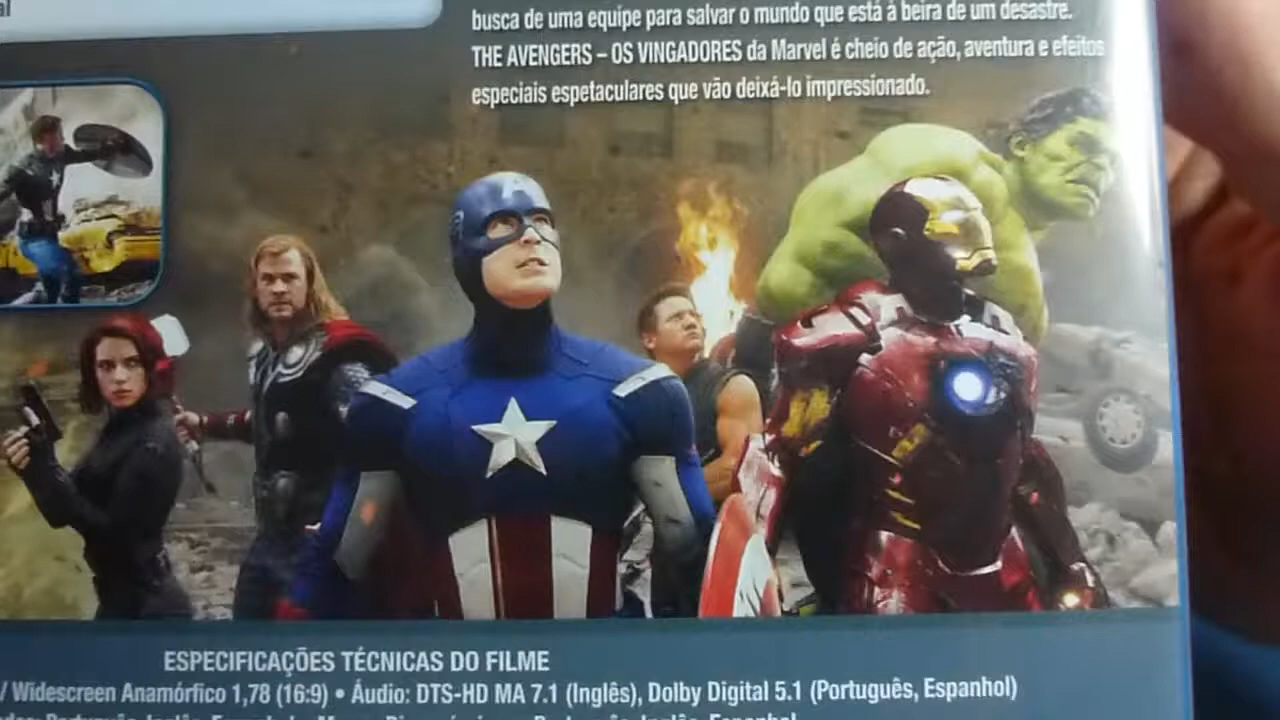 al
busca de uma equipe para salvar o mundo que está à beira de um desastre.
THE AVENGERS – OS VINGADORES da Marvel é cheio de ação, aventura e efeitos
especiais espetaculares que vão deixá-lo impressionado.
A
ESPECIFICAÇÕES TÉCNICAS DO FILME
/ Widescreen Anamórfico 1,78 (16:9) • Áudio: DTS-HD MA 7.1 (Inglês), Dolby Digital 5.1 (Português, Espanhol)